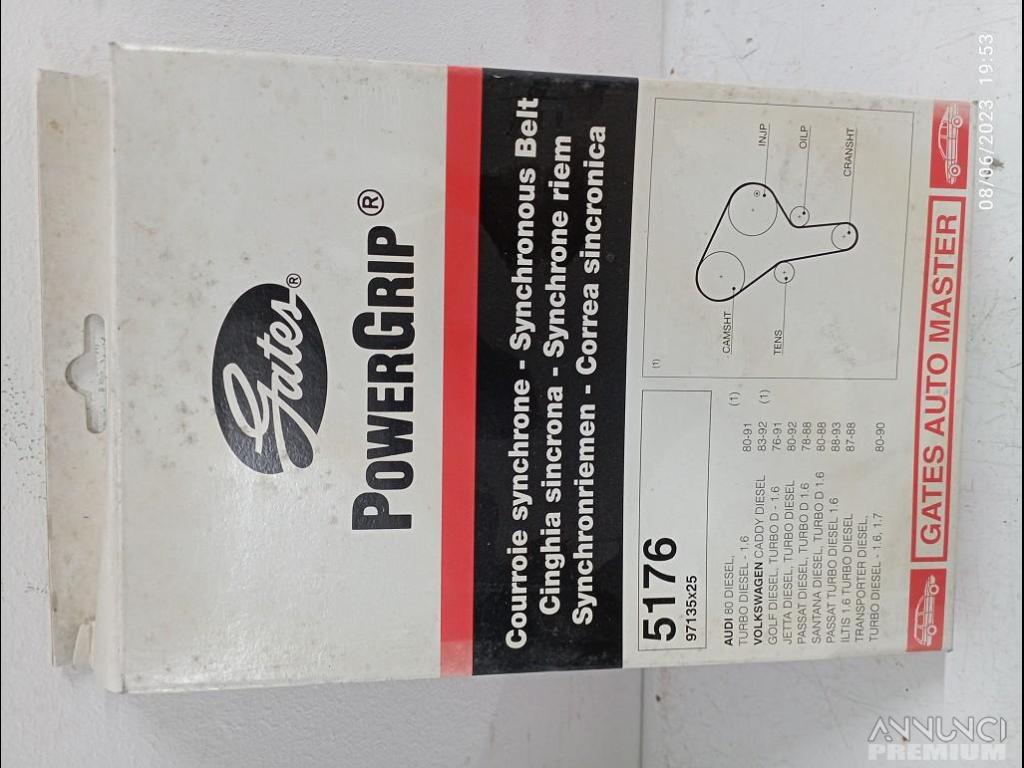 Gates®
POWERGRIP®
Courroie synchrone - Synchronous Belt
Cinghia sincrona - Synchrone riem
Synchronriemen - Correa sincronica
5176
97135x25
AUDI 80 DIESEL,
TURBO DIESEL - 1.6 80-91 (1)
VOLKSWAGEN CADDY DIESEL 83-92
GOLF DIESEL, TURBO D - 1.6 76-91 (1)
JETTA DIESEL, TURBO DIESEL 80-92
PASSAT DIESEL, TURBO D 1.6 78-88
SANTANA DIESEL, TURBO D 1.6 80-88
PASSAT TURBO DIESEL 1.6 88-93
ILTIS 1.6 TURBO DIESEL 87-88
TRANSPORTER DIESEL,
TURBO DIESEL - 1.6, 1.7 80-90
(1)
CAMSHT
TENS
INJP
OILP
CRANSHT
GATES AUTO MASTER
08/06/2023 19:53
ANNUNCI
PREMIUM